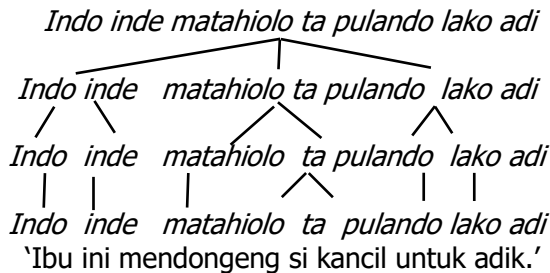 Indo inde matahiolo ta pulando lako adi
Indo inde matahiolo ta pulando lako adi
Indo inde matahiolo ta pulando lako adi
Indo inde matahiolo ta pulando lako adi
‘Ibu ini mendongeng si kancil untuk adik.’